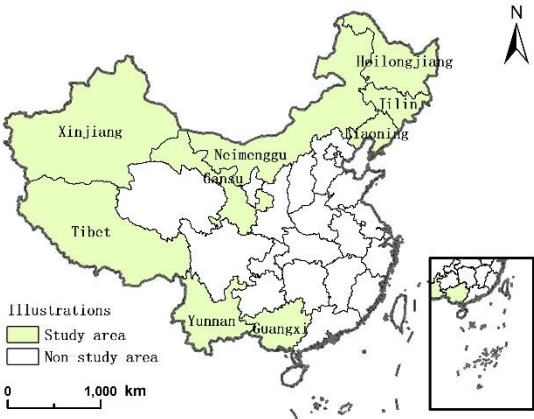 N
Heilongjiang
Jilin
Liaoning
Xinjiang
Neimenggu
Gansu
Tibet
Yunnan
Guangxi
Illustrations
Study area
Non-study area
0 1,000 km